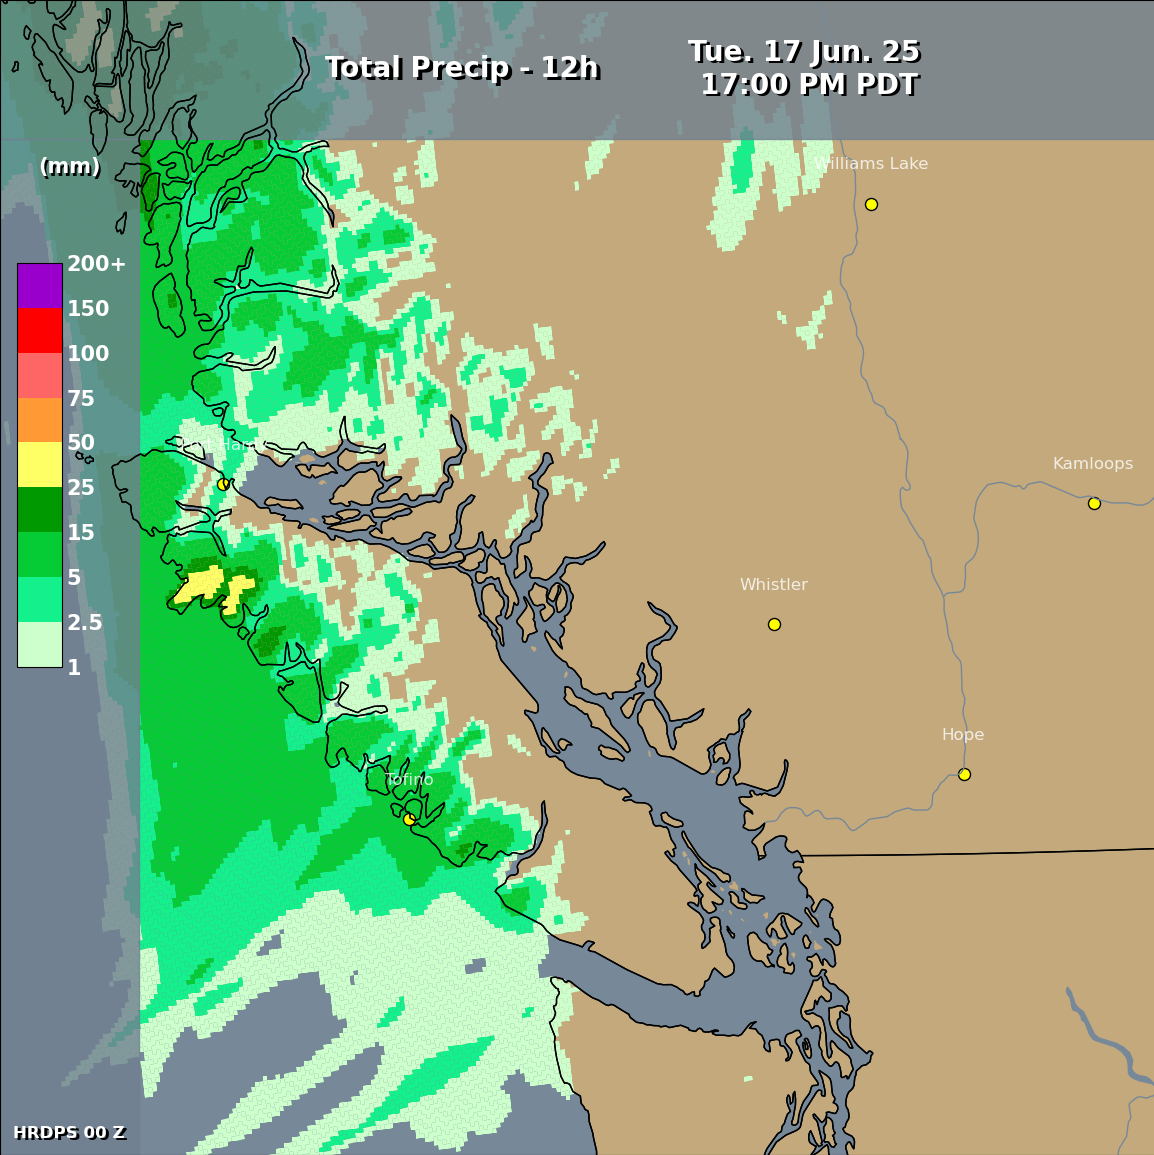 Total Precip - 12h
Tue. 17 Jun. 25
17:00 PM PDT
(mm)
Williams Lake
200+
150
100
75
50
25
15
5
2.5
1
Port Hardy
Kamloops
Whistler
Hope
Tofino
HRDPS 00 Z